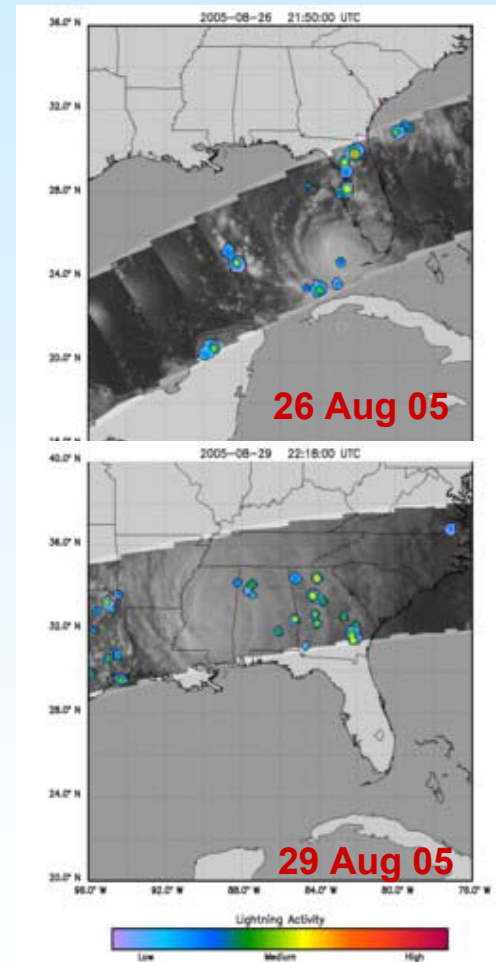 2005-08-26 21:50:00 UTC
36.0° N
32.0° N
28.0° N
24.0° N
20.0° N
26 Aug 05
2005-08-29 22:18:00 UTC
40.0° N
36.0° N
32.0° N
28.0° N
24.0° N
20.0° N
29 Aug 05
96.0° W 92.0° W 88.0° W 84.0° W 80.0° W 76.0° W
Lightning Activity
Low Medium High